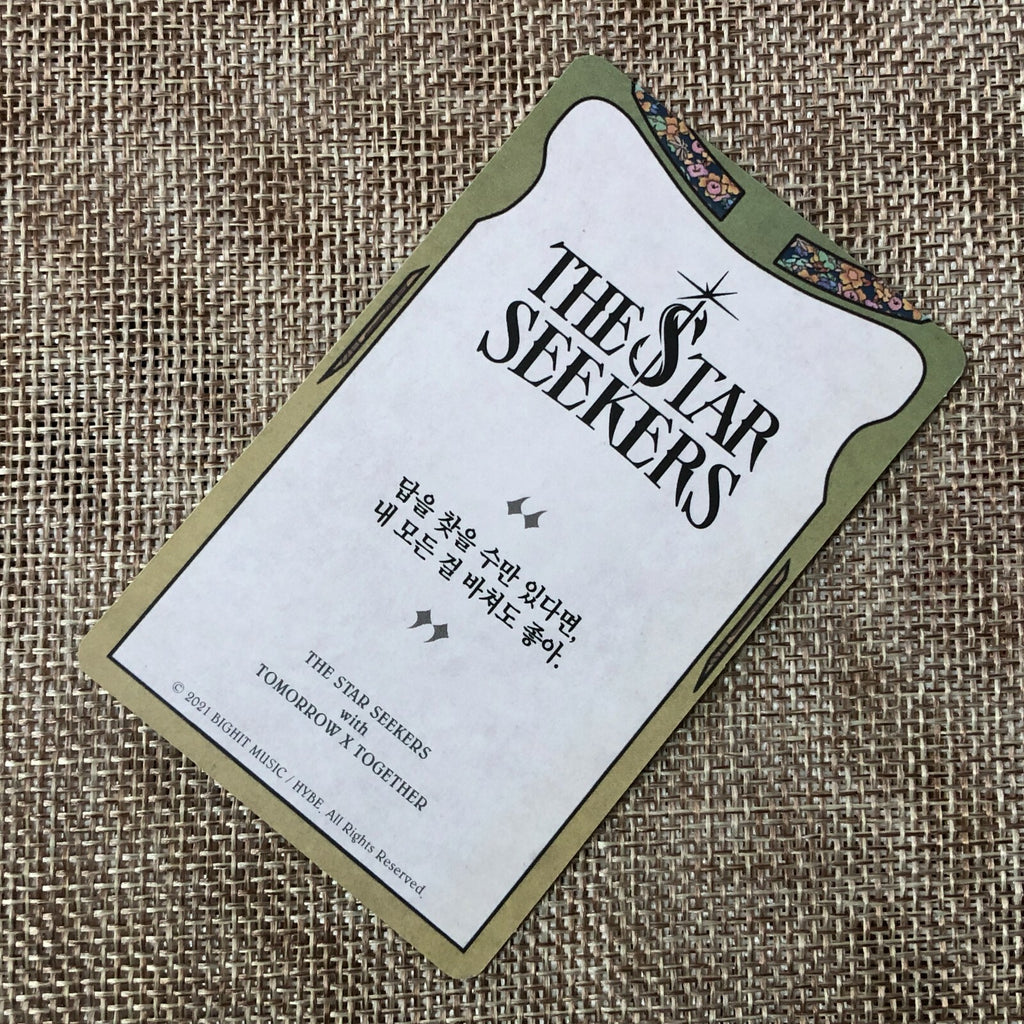 THE STAR
SEEKERS
“
답을 찾을 수만 있다면,
내 모든 걸 바쳐도 좋아.
”
THE STAR SEEKERS
with
TOMORROW X TOGETHER
© 2021 BIGHIT MUSIC / HYBE. All Rights Reserved.